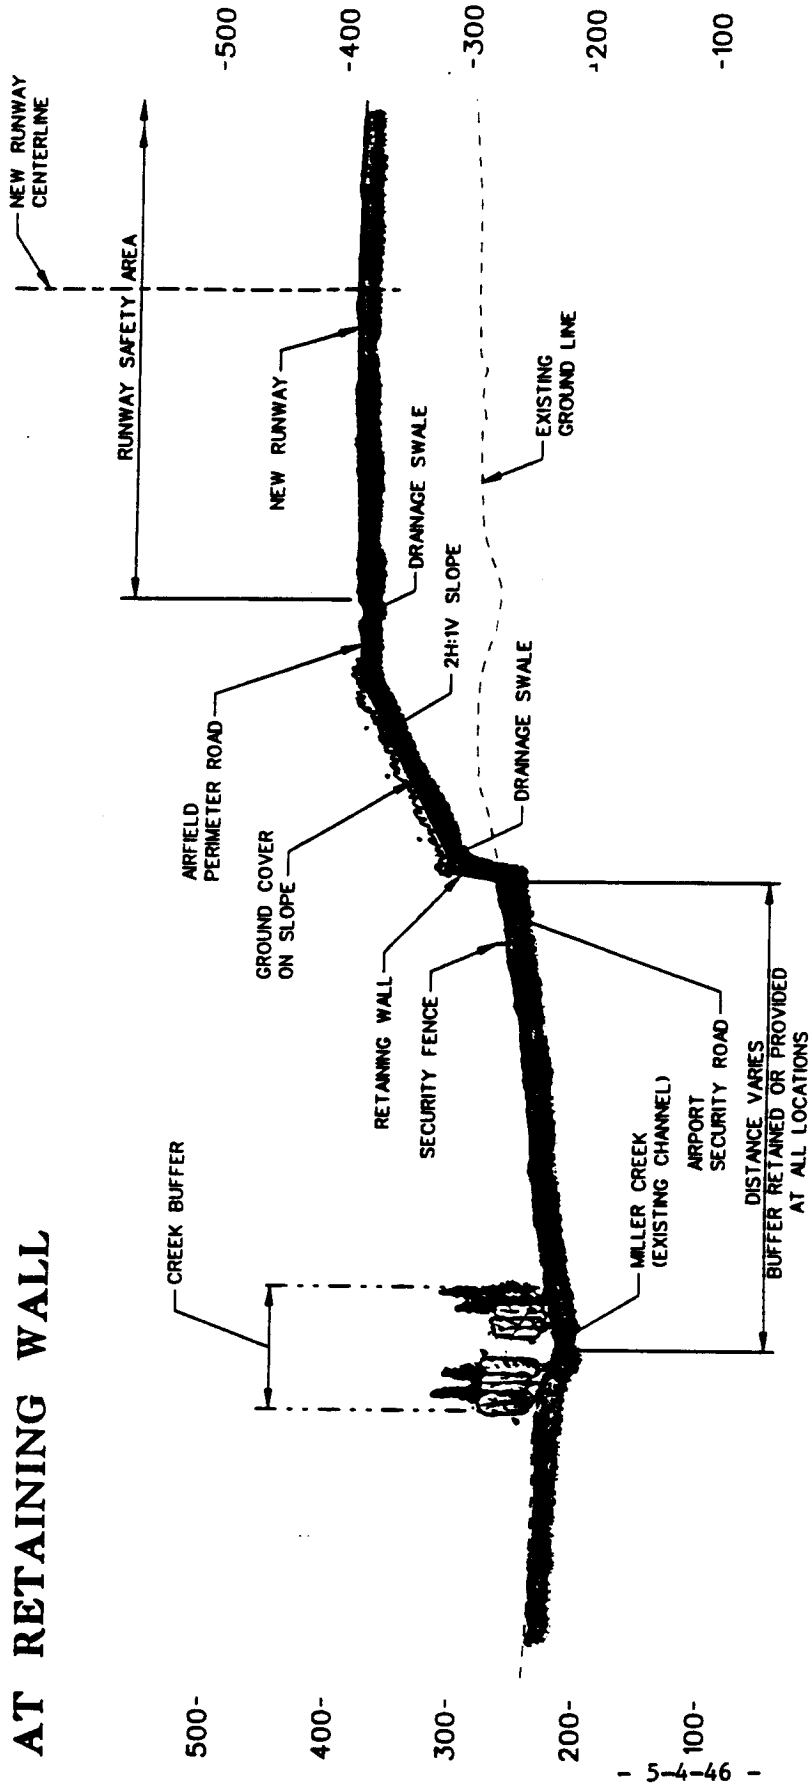 AT RETAINING WALL
NEW RUNWAY
CENTERLINE
RUNWAY SAFETY AREA
CREEK BUFFER
AIRFIELD
PERIMETER ROAD
NEW RUNWAY
GROUND COVER
ON SLOPE
RETAINING WALL
SECURITY FENCE
DRAINAGE SWALE
2H:1V SLOPE
DRAINAGE SWALE
EXISTING
GROUND LINE
MILLER CREEK
(EXISTING CHANNEL)
AIRPORT
SECURITY ROAD
DISTANCE VARIES
BUFFER RETAINED OR PROVIDED
AT ALL LOCATIONS
500-
400-
300-
200-
100-
-500
-400
-300
-200
-100
- 5-4-46 -